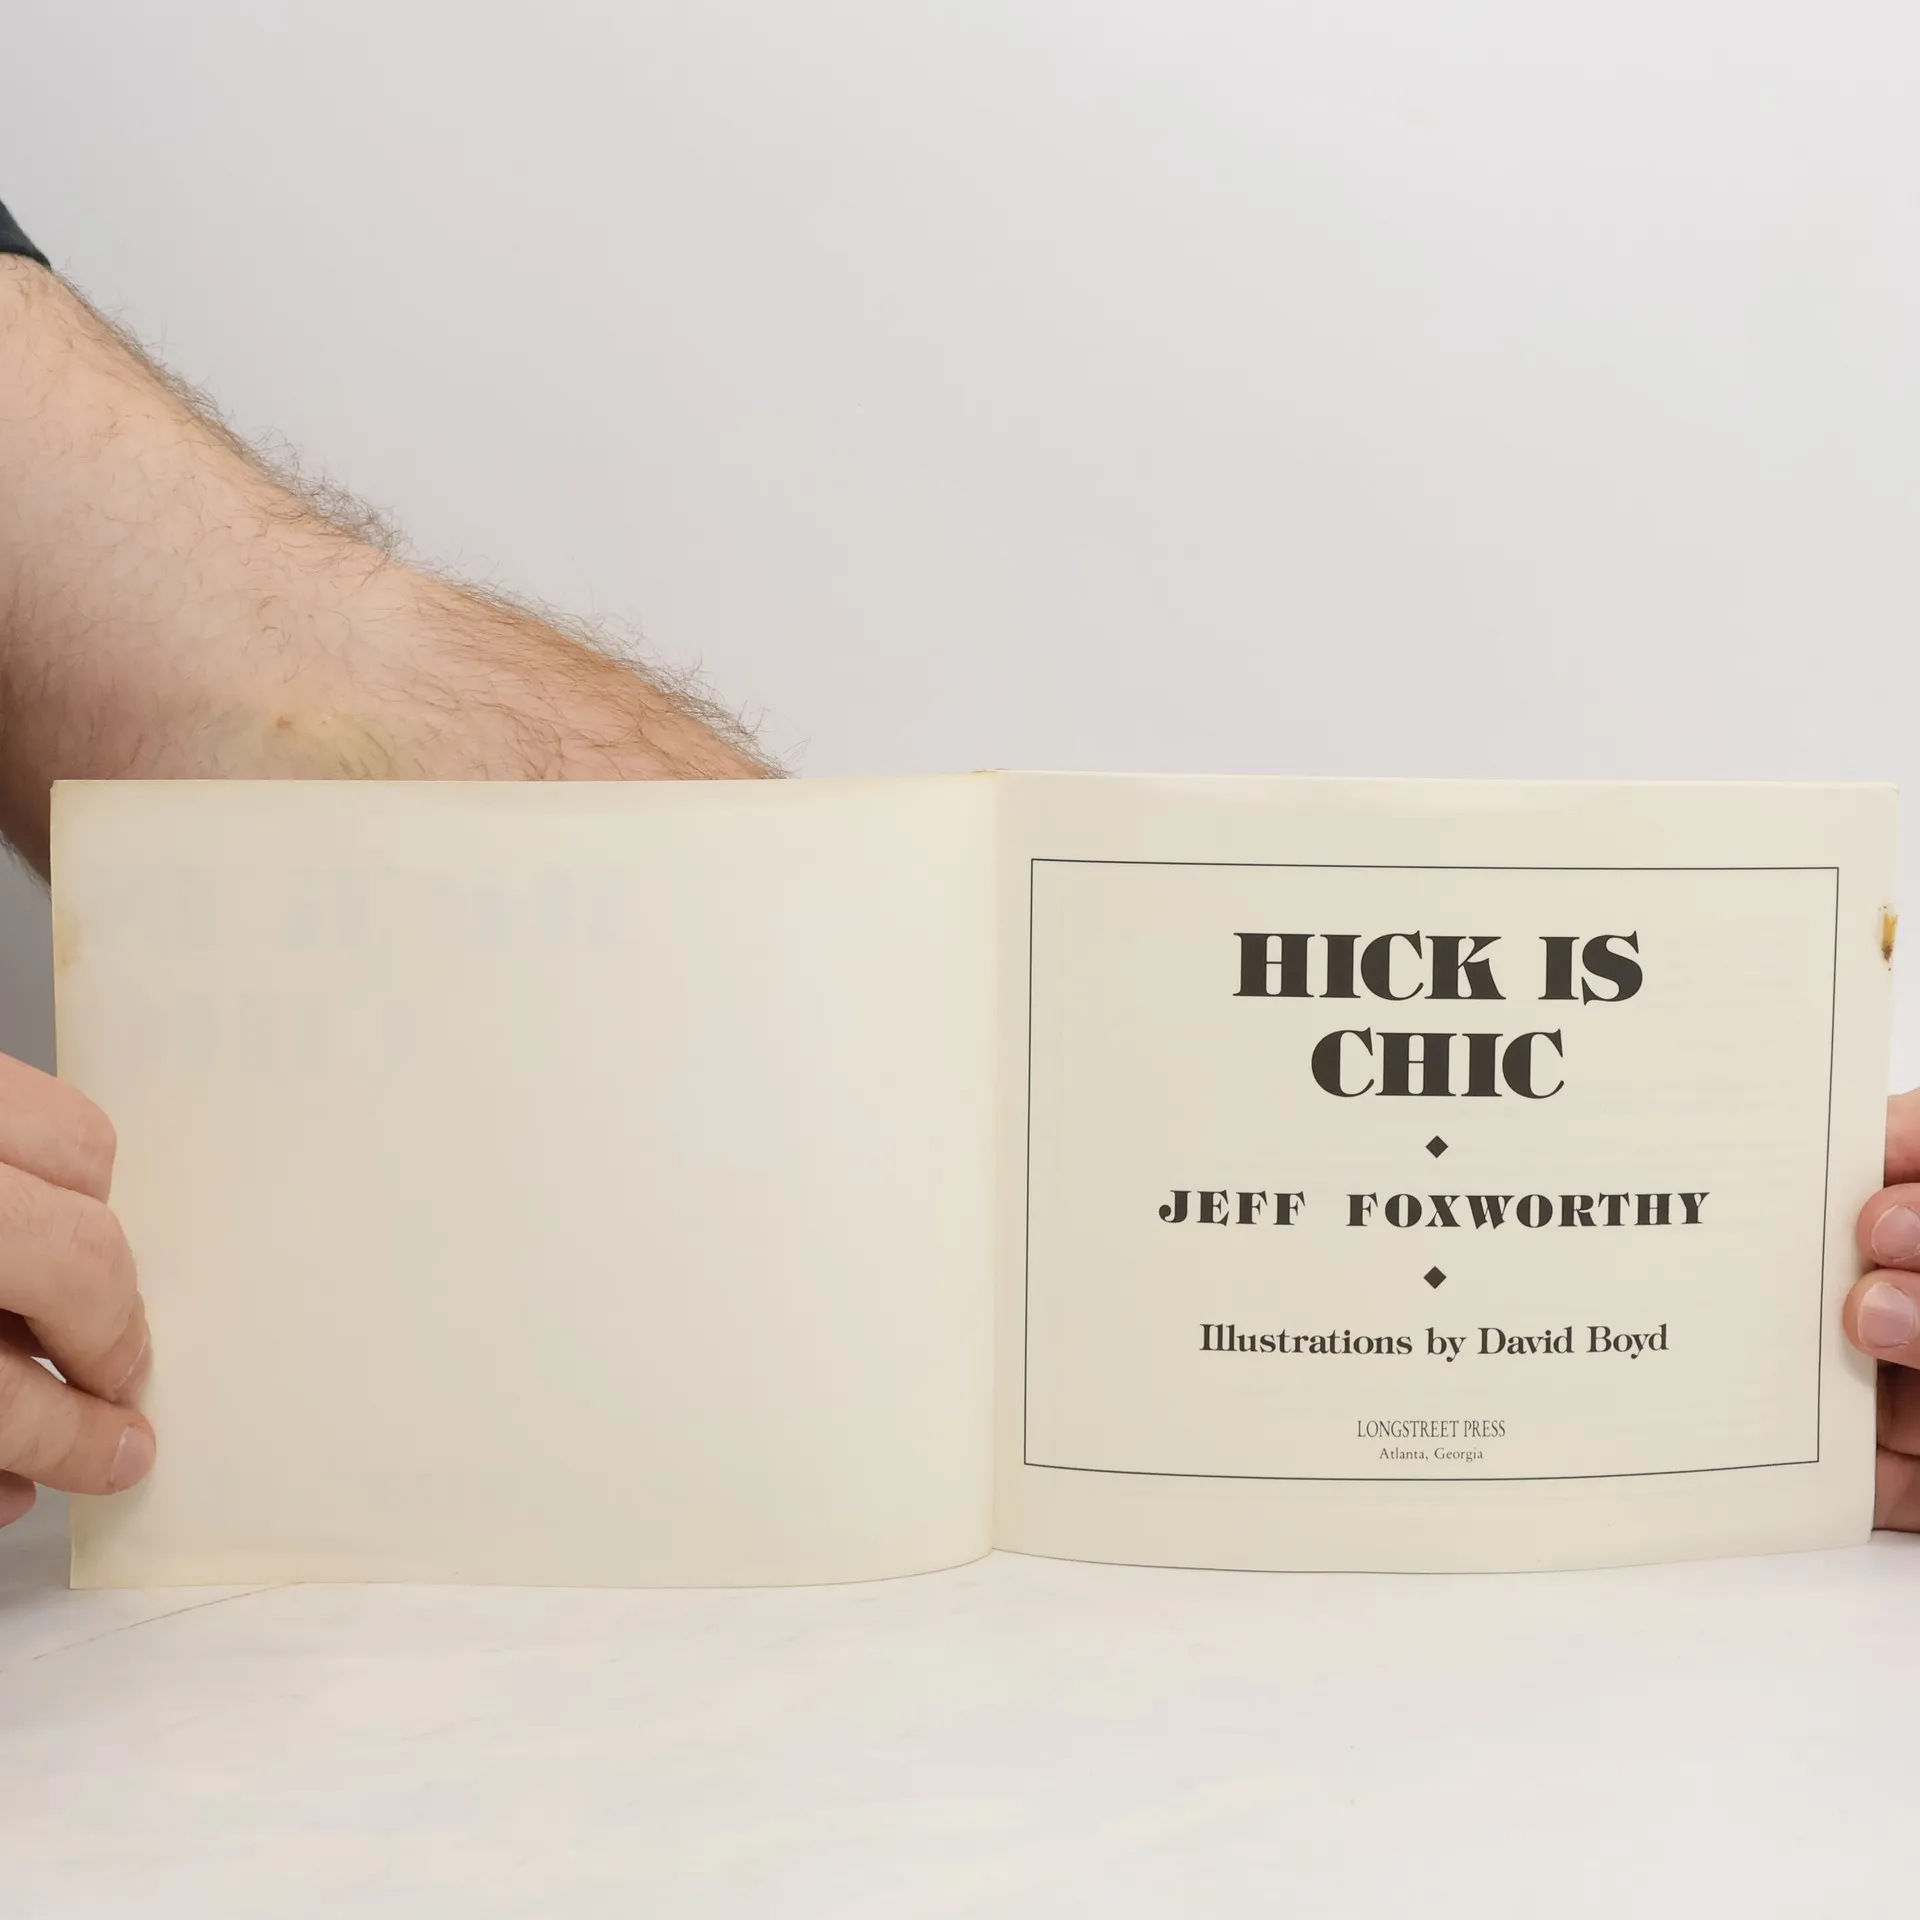 HICK IS
CHIC
JEFF FOXWORTHY
Illustrations by David Boyd
LONGSTREET PRESS
Atlanta, Georgia